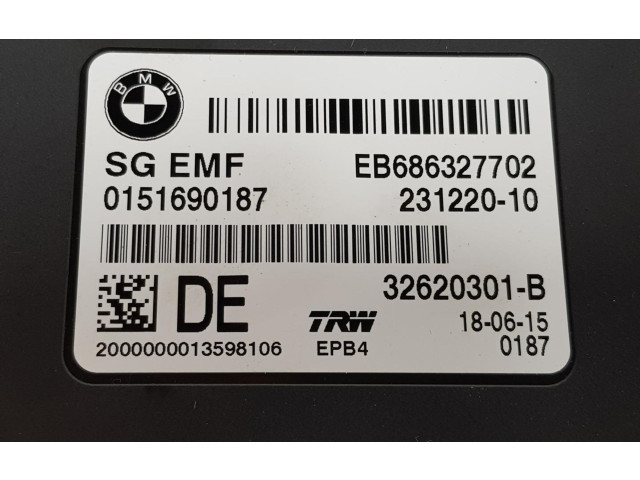 BMW
SG EMF EB686327702
0151690187 231220-10
DE 32620301-B
TRW 18-06-15
2000000013598106 EPB4 0187